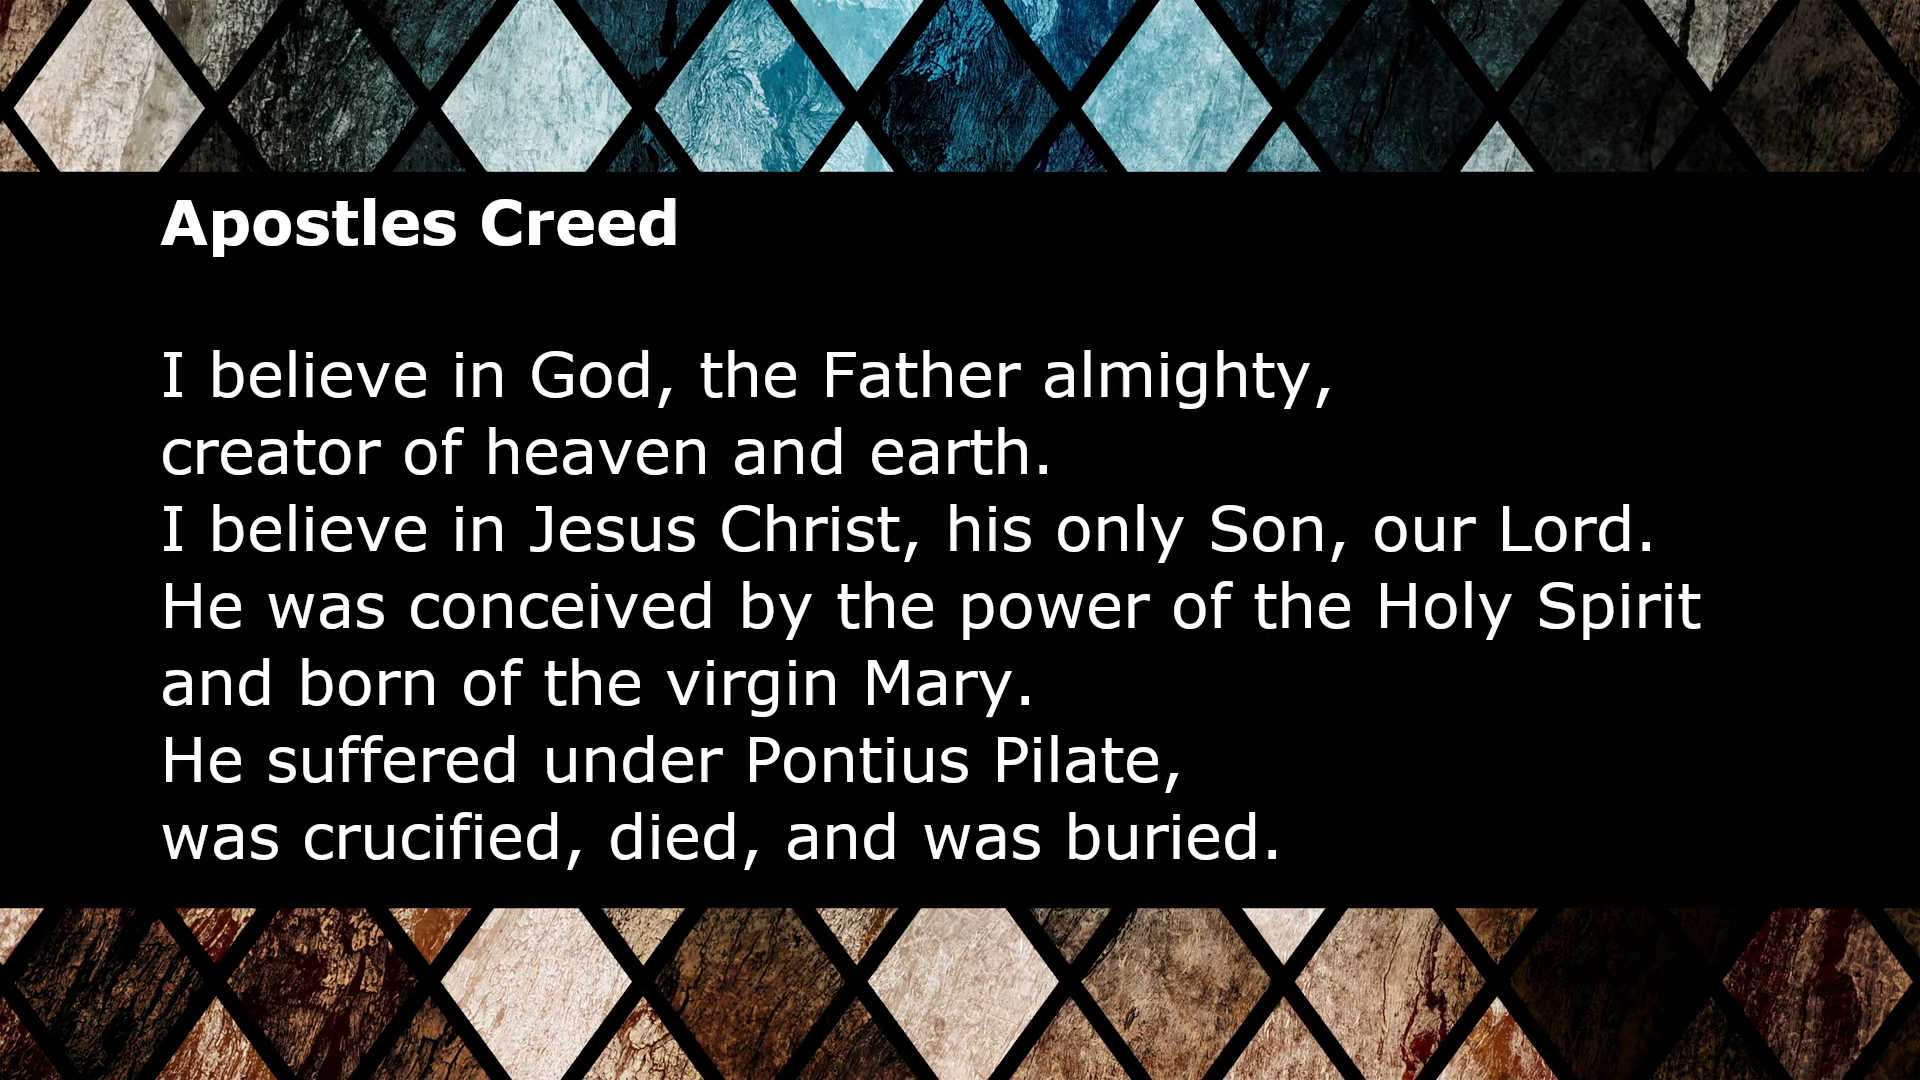 Apostles Creed
I believe in God, the Father almighty,
creator of heaven and earth.
I believe in Jesus Christ, his only Son, our Lord.
He was conceived by the power of the Holy Spirit
and born of the virgin Mary.
He suffered under Pontius Pilate,
was crucified, died, and was buried.